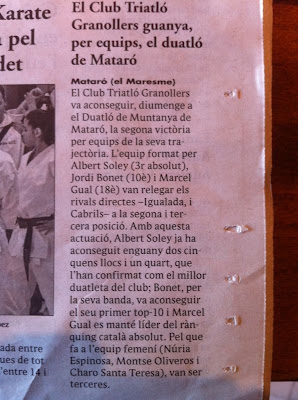 Karate
a pel
det
pez
ada entre
ques de tot
'entre 14 i
El Club Triatló
Granollers guanya,
per equips, el duatló
de Mataró
Mataró (el Maresme)
El Club Triatló Granollers
va aconseguir, diumenge a
el Duatló de Muntanya de
Mataró, la segona victòria
per equips de la seva tra-
jectòria. L'equip format per
Albert Soley (3r absolut),
Jordi Bonet (10è) i Marcel
Gual (18è) van relegar els
rivals directes –Igualada, i
Cabrils– a la segona i ter-
cera posició. Amb aquesta
actuació, Albert Soley ja ha
aconseguit enguany dos cin-
quens llocs i un quart, que
l'han confirmat com el millor
duatleta del club; Bonet, per
la seva banda, va aconseguir
el seu primer top-10 i Marcel
Gual es manté líder del ràn-
quing català absolut. Pel que
fa a l'equip femení (Núria
Espinosa, Montse Oliveros i
Charo Santa Teresa), van ser
terceres.